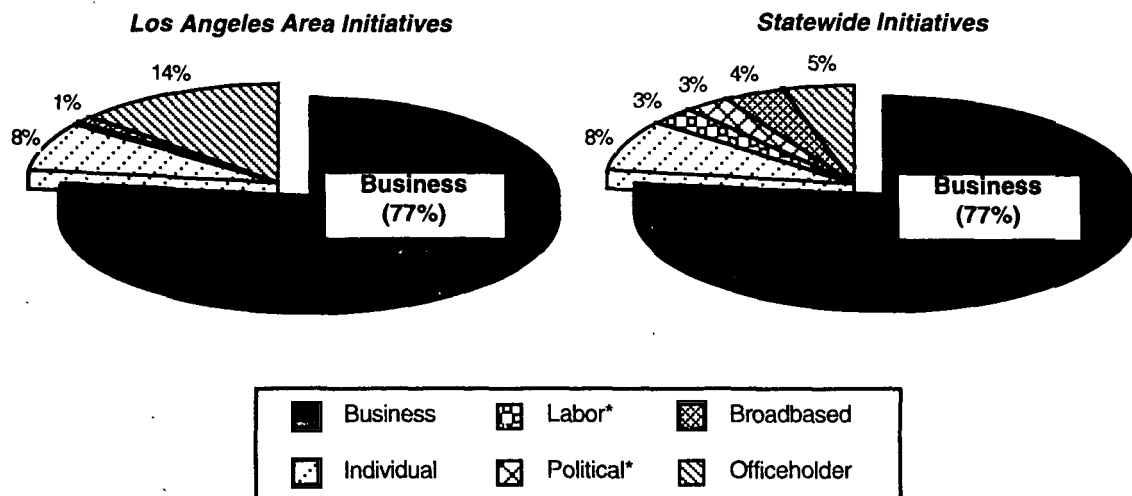 Los Angeles Area Initiatives
14%
1%
8%
Business
(77%)
Statewide Initiatives
5%
4%
3%
3%
8%
Business
(77%)
Business
Labor*
Broadbased
Individual
Political*
Officeholder